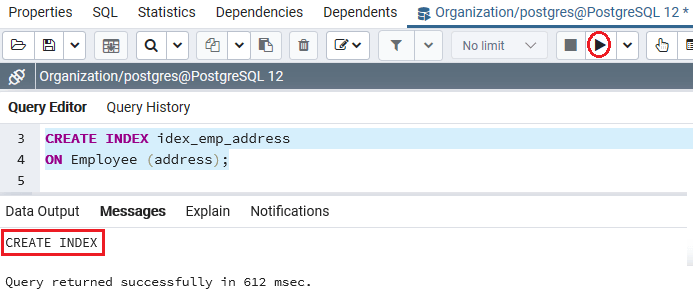 Properties SQL Statistics Dependencies Dependents Organization/postgres@PostgreSQL 12 *
No limit
Organization/postgres@PostgreSQL 12
Query Editor Query History
3 CREATE INDEX idex_emp_address
4 ON Employee (address);
5
Data Output Messages Explain Notifications
CREATE INDEX
Query returned successfully in 612 msec.